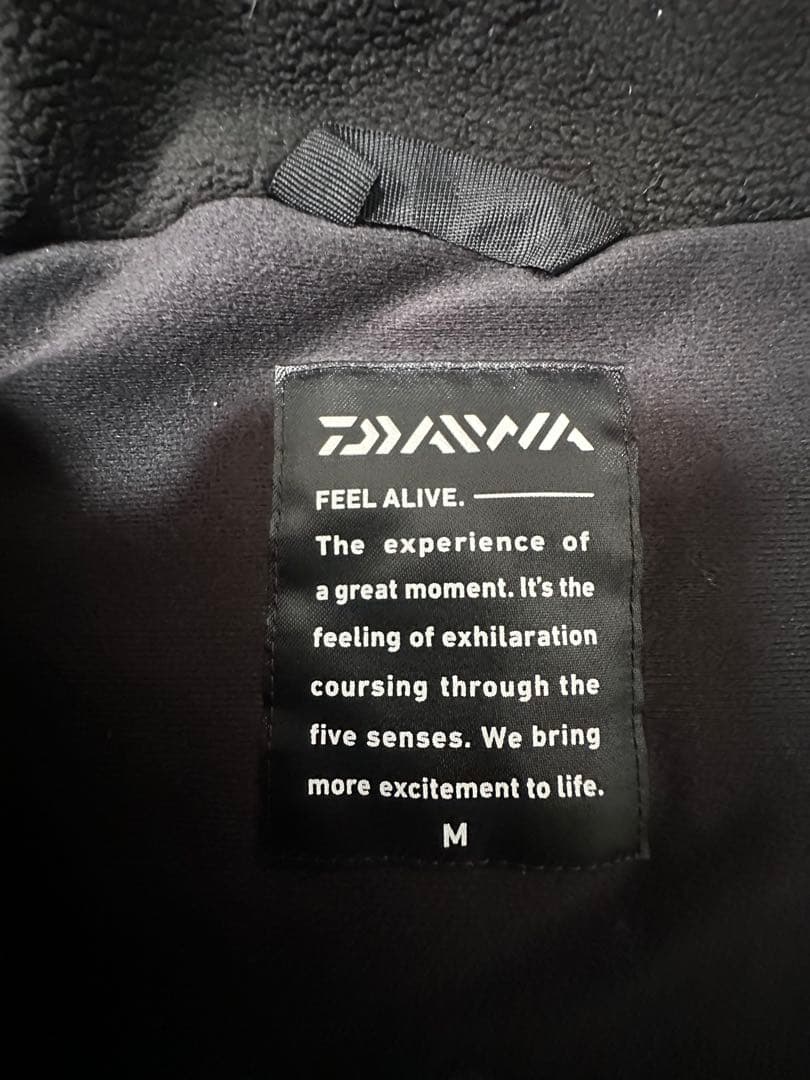 DAIWA
FEEL ALIVE.
The experience of
a great moment. It's the
feeling of exhilaration
coursing through the
five senses. We bring
more excitement to life.
M